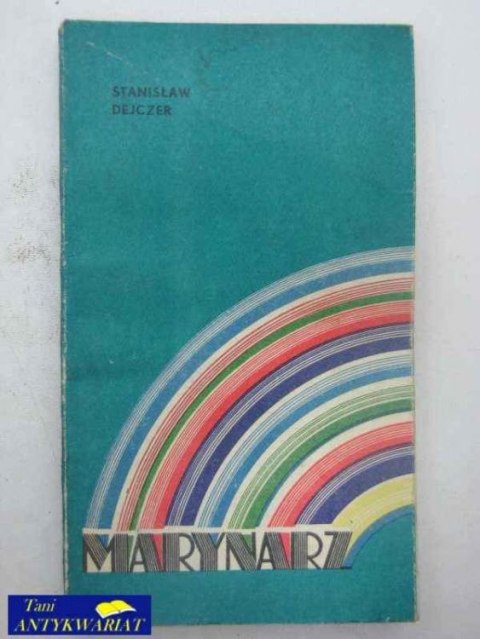 STANISŁAW
DEJCZER
MARYNARZ
Tani
ANTYKWARIAT